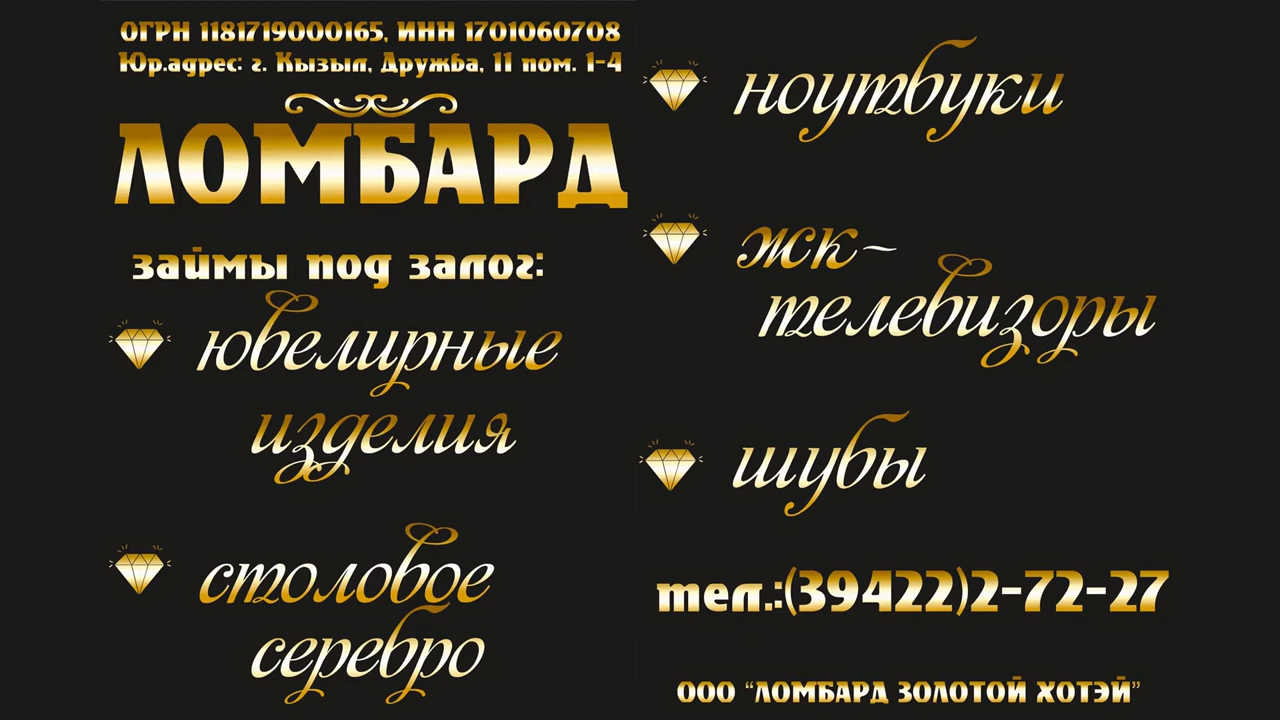 ОГРН 1181719000165, ИНН 1701060708
Юр.адрес: г. Кызыл, Дружба, 11 пом. 1-4
ЛОМБАРД
займы под залог:
ювелирные
изделия
столовое
серебро
ноутбуки
жк-
телевизоры
шубы
тел.:(39422)2-72-27
ООО “ЛОМБАРД ЗОЛОТОЙ ХОТЭЙ”